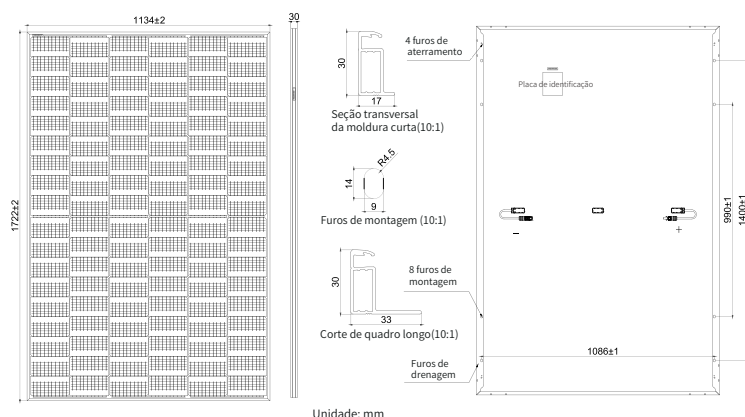 1134±2
30
1722±2
30
17
Seção transversal
da moldura curta(10:1)
R4.5
14
9
Furos de montagem (10:1)
30
33
Corte de quadro longo(10:1)
4 furos de
aterramento
Placa de identificação
8 furos de
montagem
Furos de
drenagem
−
+
990±1
1400±1
1086±1
Unidade: mm